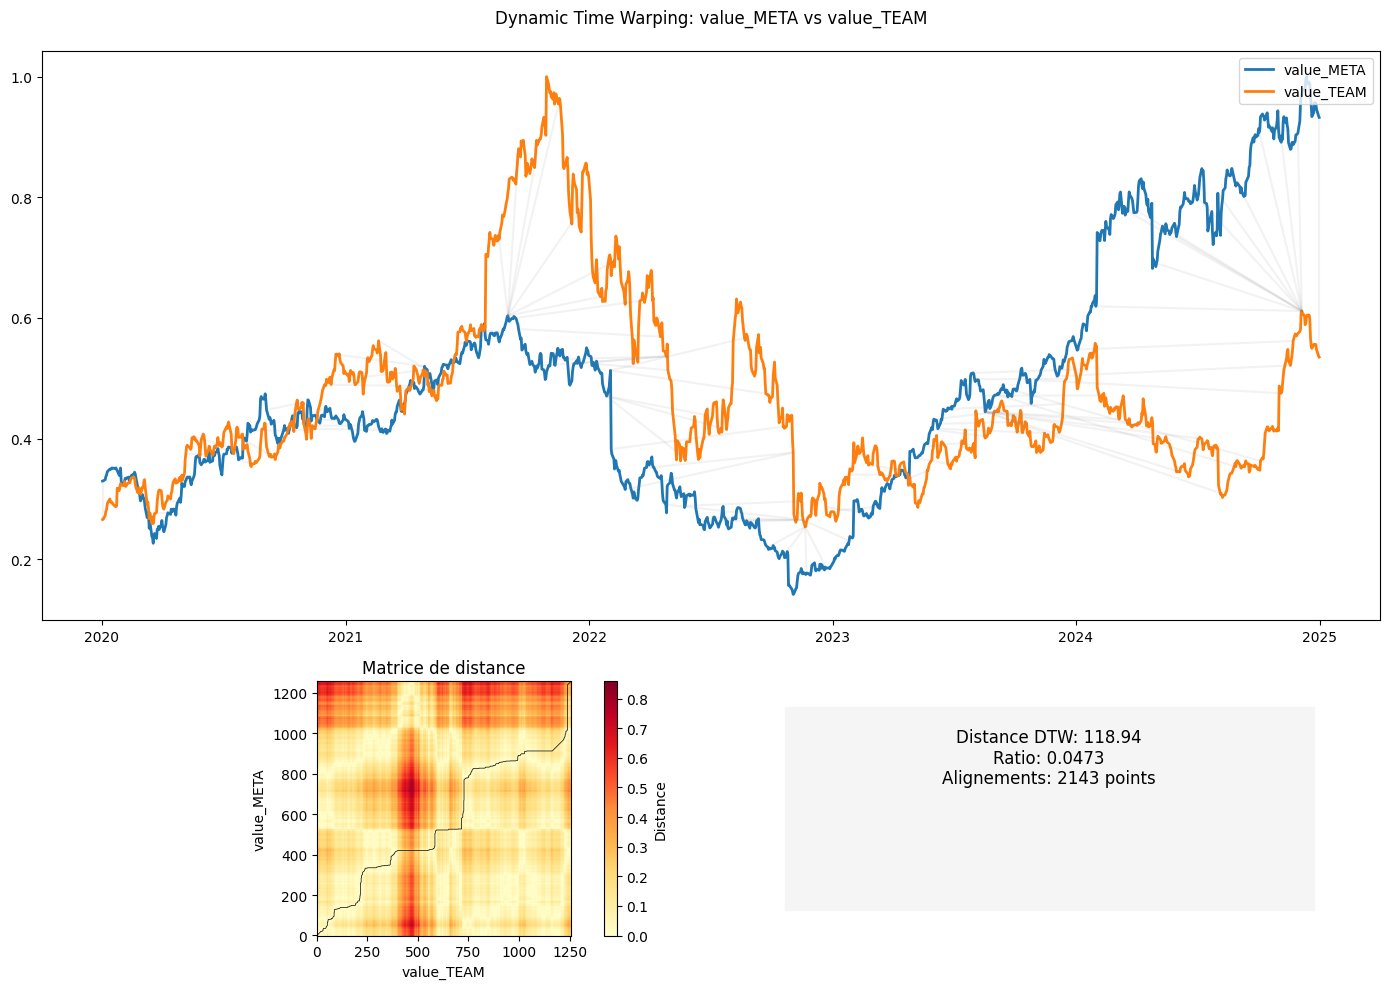 Dynamic Time Warping: value_META vs value_TEAM
value_META
value_TEAM
1.0
0.8
0.6
0.4
0.2
2020 2021 2022 2023 2024 2025
Matrice de distance
value_META
1200
1000
800
600
400
200
0
0 250 500 750 1000 1250
value_TEAM
0.8
0.7
0.6
0.5
0.4
0.3
0.2
0.1
0.0
Distance
Distance DTW: 118.94
Ratio: 0.0473
Alignements: 2143 points